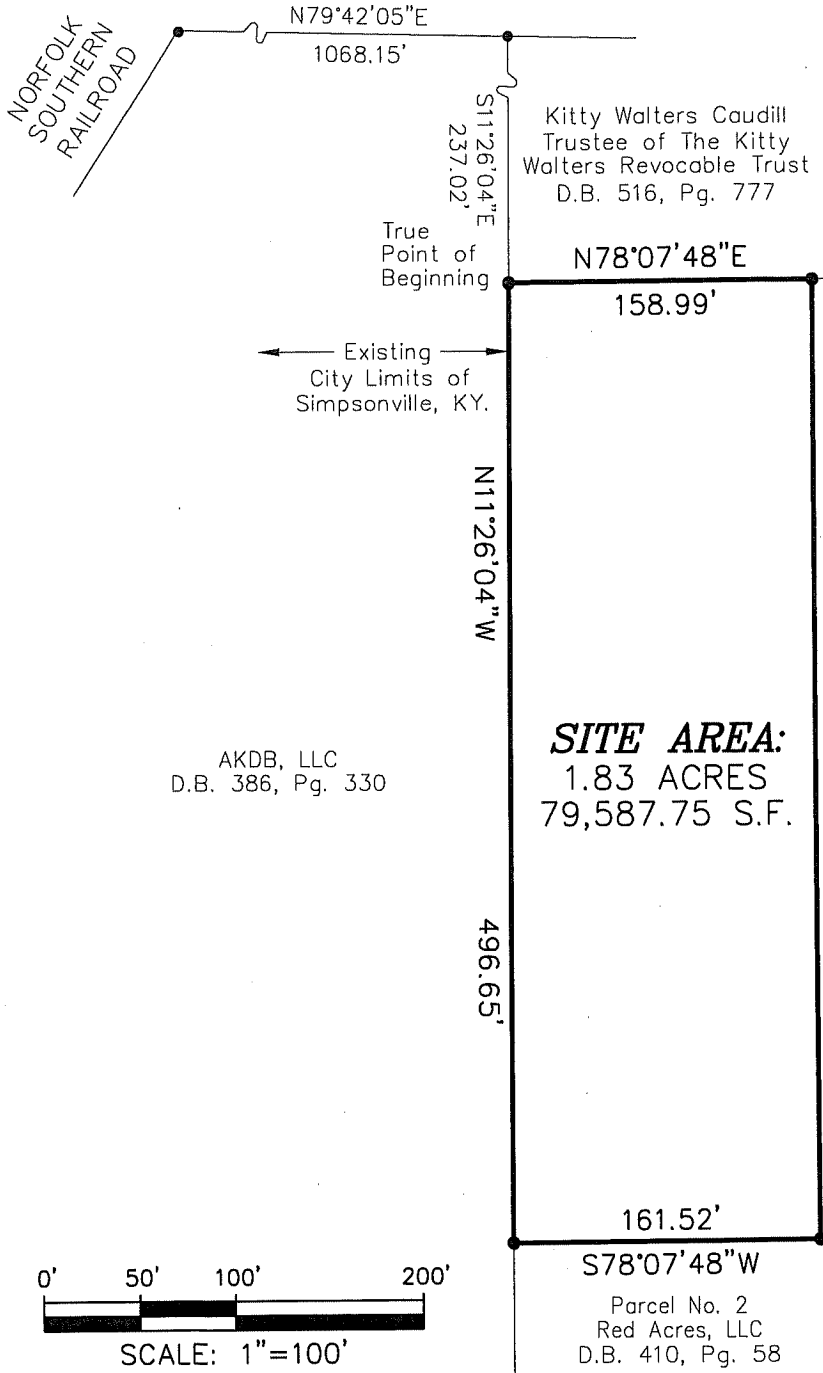 N79°42'05"E
1068.15'
NORFOLK
SOUTHERN
RAILROAD
S11°26'04"E
237.02'
Kitty Walters Caudill
Trustee of The Kitty
Walters Revocable Trust
D.B. 516, Pg. 777
True
Point of
Beginning
N78°07'48"E
158.99'
Existing
City Limits of
Simpsonville, KY.
N11°26'04"W
496.65'
AKDB, LLC
D.B. 386, Pg. 330
SITE AREA:
1.83 ACRES
79,587.75 S.F.
161.52'
S78°07'48"W
Parcel No. 2
Red Acres, LLC
D.B. 410, Pg. 58
0' 50' 100' 200'
SCALE: 1"=100'